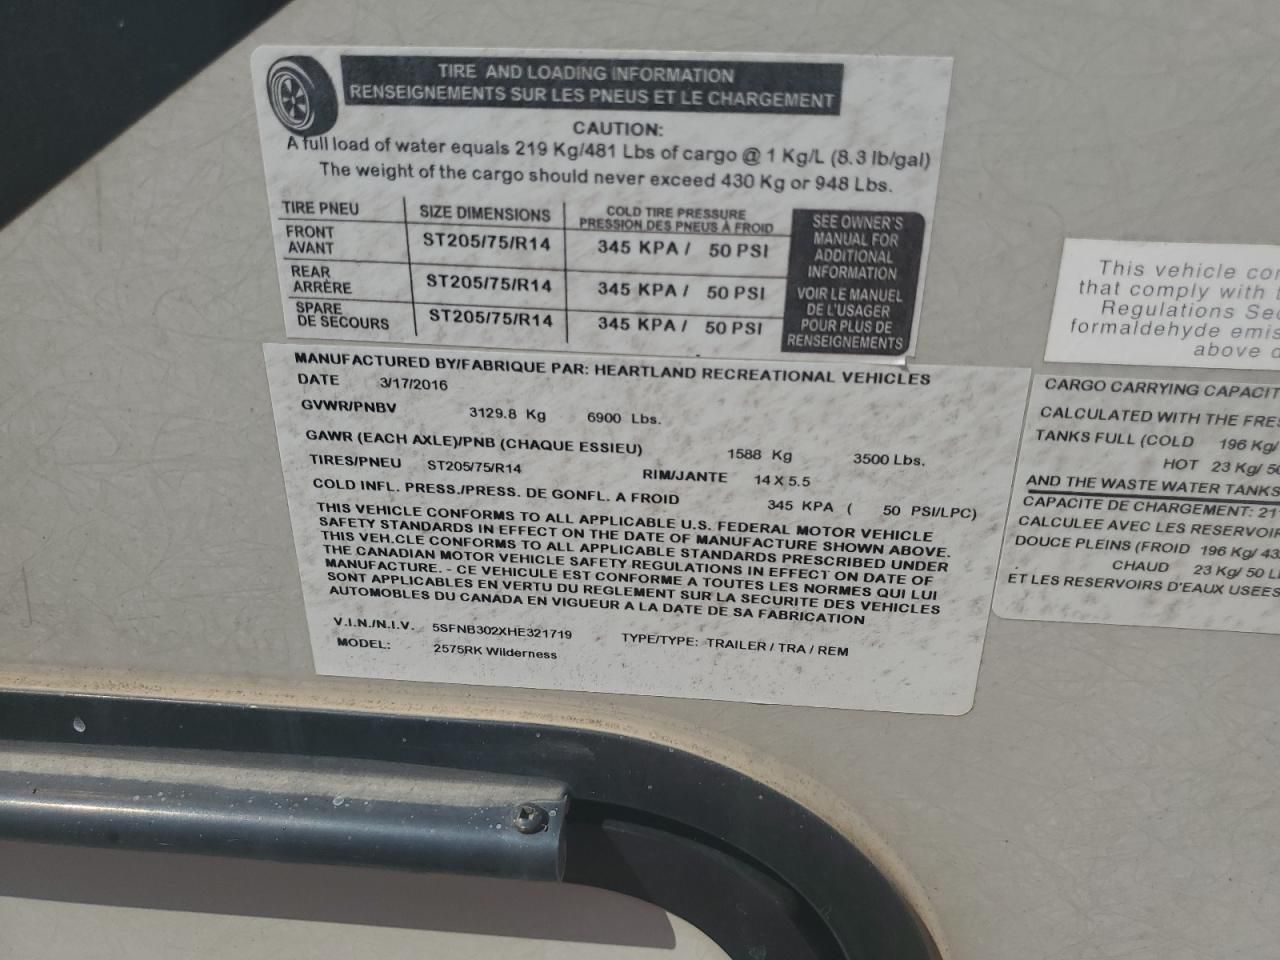 TIRE AND LOADING INFORMATION
RENSEIGNEMENTS SUR LES PNEUS ET LE CHARGEMENT
CAUTION:
A full load of water equals 219 Kg/481 Lbs of cargo @ 1 Kg/L (8.3 lb/gal)
The weight of the cargo should never exceed 430 Kg or 948 Lbs.
TIRE PNEU SIZE DIMENSIONS COLD TIRE PRESSURE
PRESSION DES PNEUS À FROID
FRONT
AVANT ST205/75/R14 345 KPA / 50 PSI
REAR
ARRÈRE ST205/75/R14 345 KPA / 50 PSI
SPARE
DE SECOURS ST205/75/R14 345 KPA / 50 PSI
SEE OWNER'S
MANUAL FOR
ADDITIONAL
INFORMATION
VOIR LE MANUEL
DE L'USAGER
POUR PLUS DE
RENSEIGNEMENTS
MANUFACTURED BY/FABRIQUE PAR: HEARTLAND RECREATIONAL VEHICLES
DATE 3/17/2016
GVWR/PNBV 3129.8 Kg 6900 Lbs.
GAWR (EACH AXLE)/PNB (CHAQUE ESSIEU) 1588 Kg 3500 Lbs.
TIRES/PNEU ST205/75/R14 RIM/JANTE 14 X 5.5
COLD INFL. PRESS./PRESS. DE GONFL. A FROID 345 KPA ( 50 PSI/LPC)
THIS VEHICLE CONFORMS TO ALL APPLICABLE U.S. FEDERAL MOTOR VEHICLE
SAFETY STANDARDS IN EFFECT ON THE DATE OF MANUFACTURE SHOWN ABOVE.
THIS VEH.CLE CONFORMS TO ALL APPLICABLE STANDARDS PRESCRIBED UNDER
THE CANADIAN MOTOR VEHICLE SAFETY REGULATIONS IN EFFECT ON DATE OF
MANUFACTURE. - CE VEHICULE EST CONFORME A TOUTES LES NORMES QUI LUI
SONT APPLICABLES EN VERTU DU REGLEMENT SUR LA SECURITE DES VEHICLES
AUTOMOBLES DU CANADA EN VIGUEUR A LA DATE DE SA FABRICATION
V.I.N./N.I.V. 5SFNB302XHE321719 TYPE/TYPE: TRAILER / TRA / REM
MODEL: 2575RK Wilderness
This vehicle
that comply with
Regulations
formaldehyde
above
CARGO CARRYING
CALCULATED WITH THE
TANKS FULL (COLD 196 Kg/
HOT 23 Kg/
AND THE WASTE WATER TANKS
CAPACITE DE CHARGEMENT:
CALCULEE AVEC LES
DOUCE PLEINS (FROID 196 Kg/
CHAUD 23 Kg/ 50
ET LES RESERVOIRS D'EAUX USEES